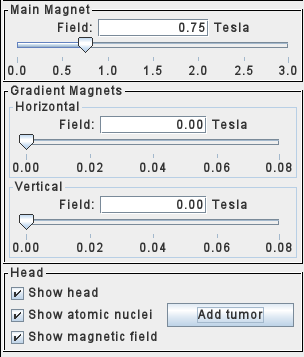 Main Magnet
Field: 0.75 Tesla
0.0 0.5 1.0 1.5 2.0 2.5 3.0
Gradient Magnets
Horizontal
Field: 0.00 Tesla
0.00 0.02 0.04 0.06 0.08
Vertical
Field: 0.00 Tesla
0.00 0.02 0.04 0.06 0.08
Head
Show head
Show atomic nuclei Add tumor
Show magnetic field